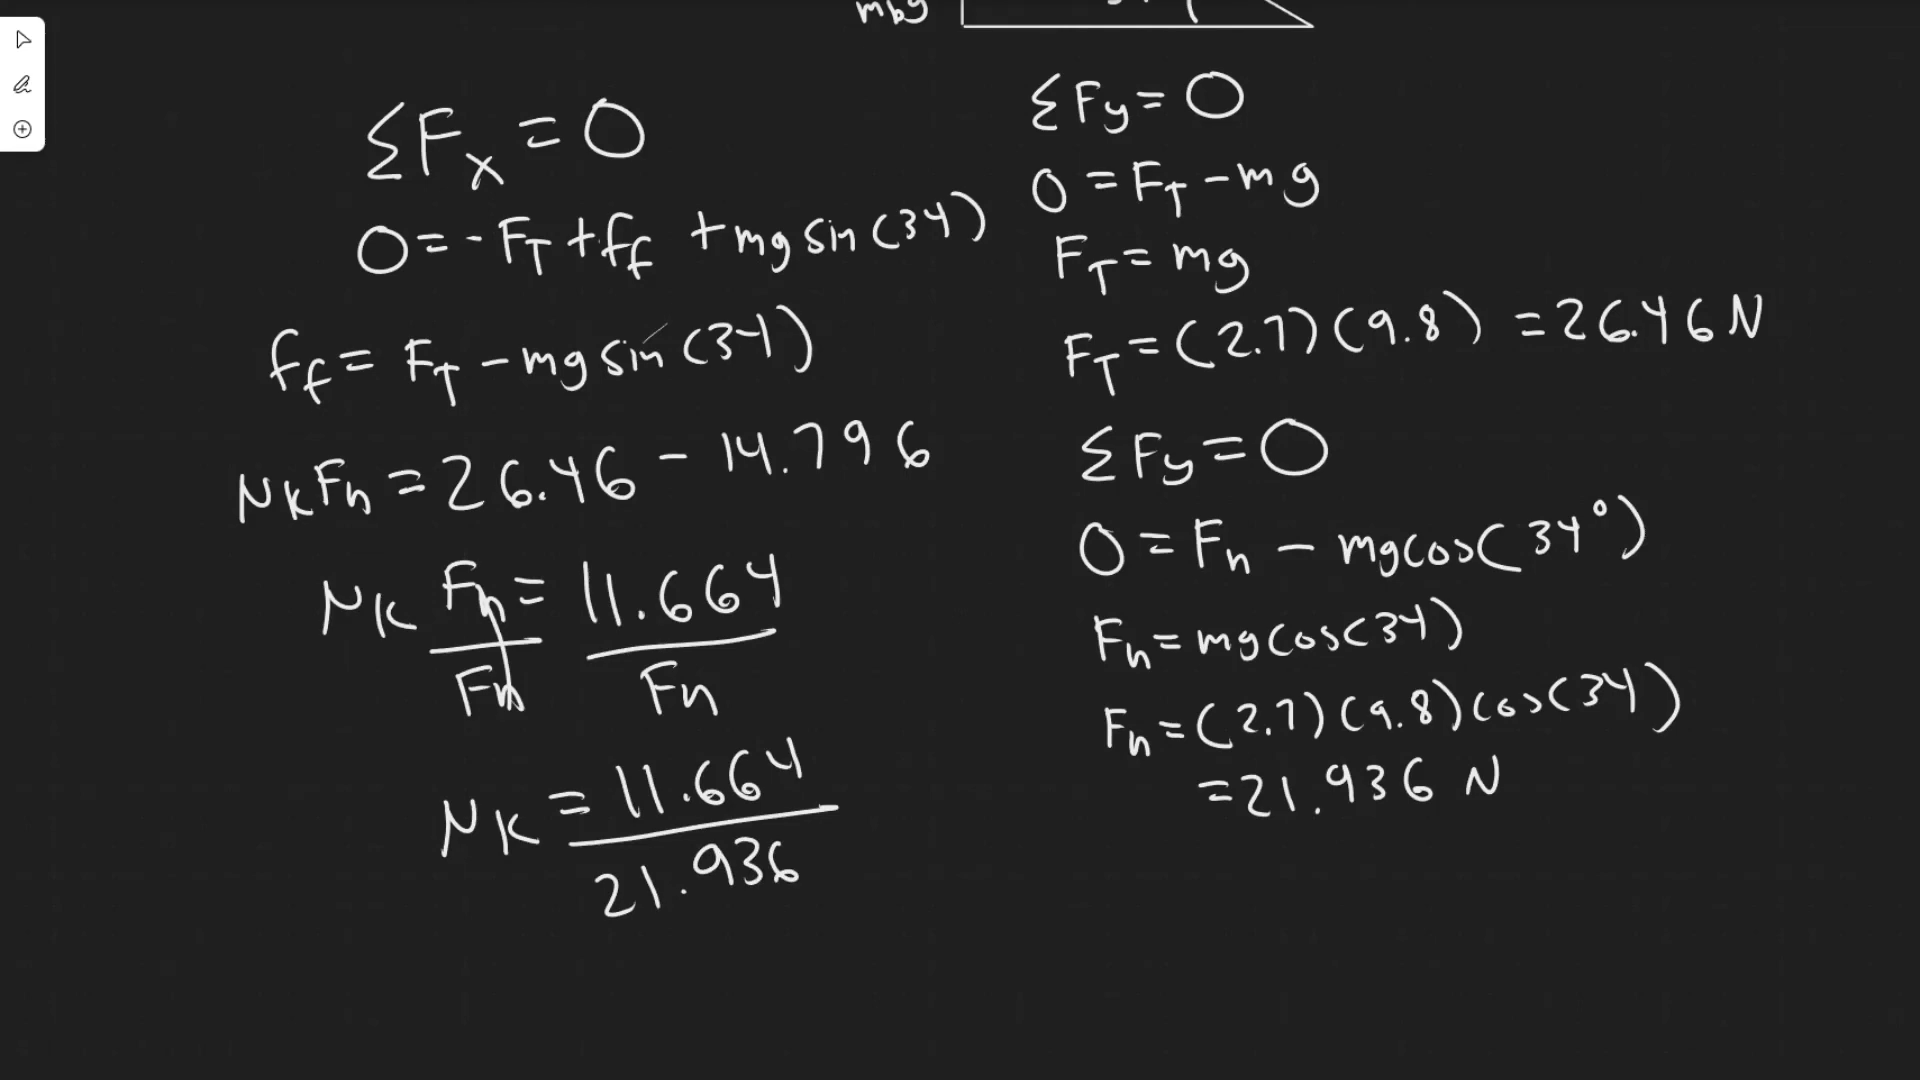 mbg
ΣFx = 0
0 = -FT + ff + mg sin (34)
ff = FT - mg sin (34)
μk Fn = 26.46 - 14.796
μk Fn = 11.664
Fn Fn
μk = 11.664
21.936
ΣFy = 0
0 = FT - mg
FT = mg
FT = (2.7)(9.8) = 26.46 N
ΣFy = 0
0 = Fn - mgcos(34°)
Fn = mgcos(34)
Fn = (2.7)(9.8)cos(34)
= 21.936 N